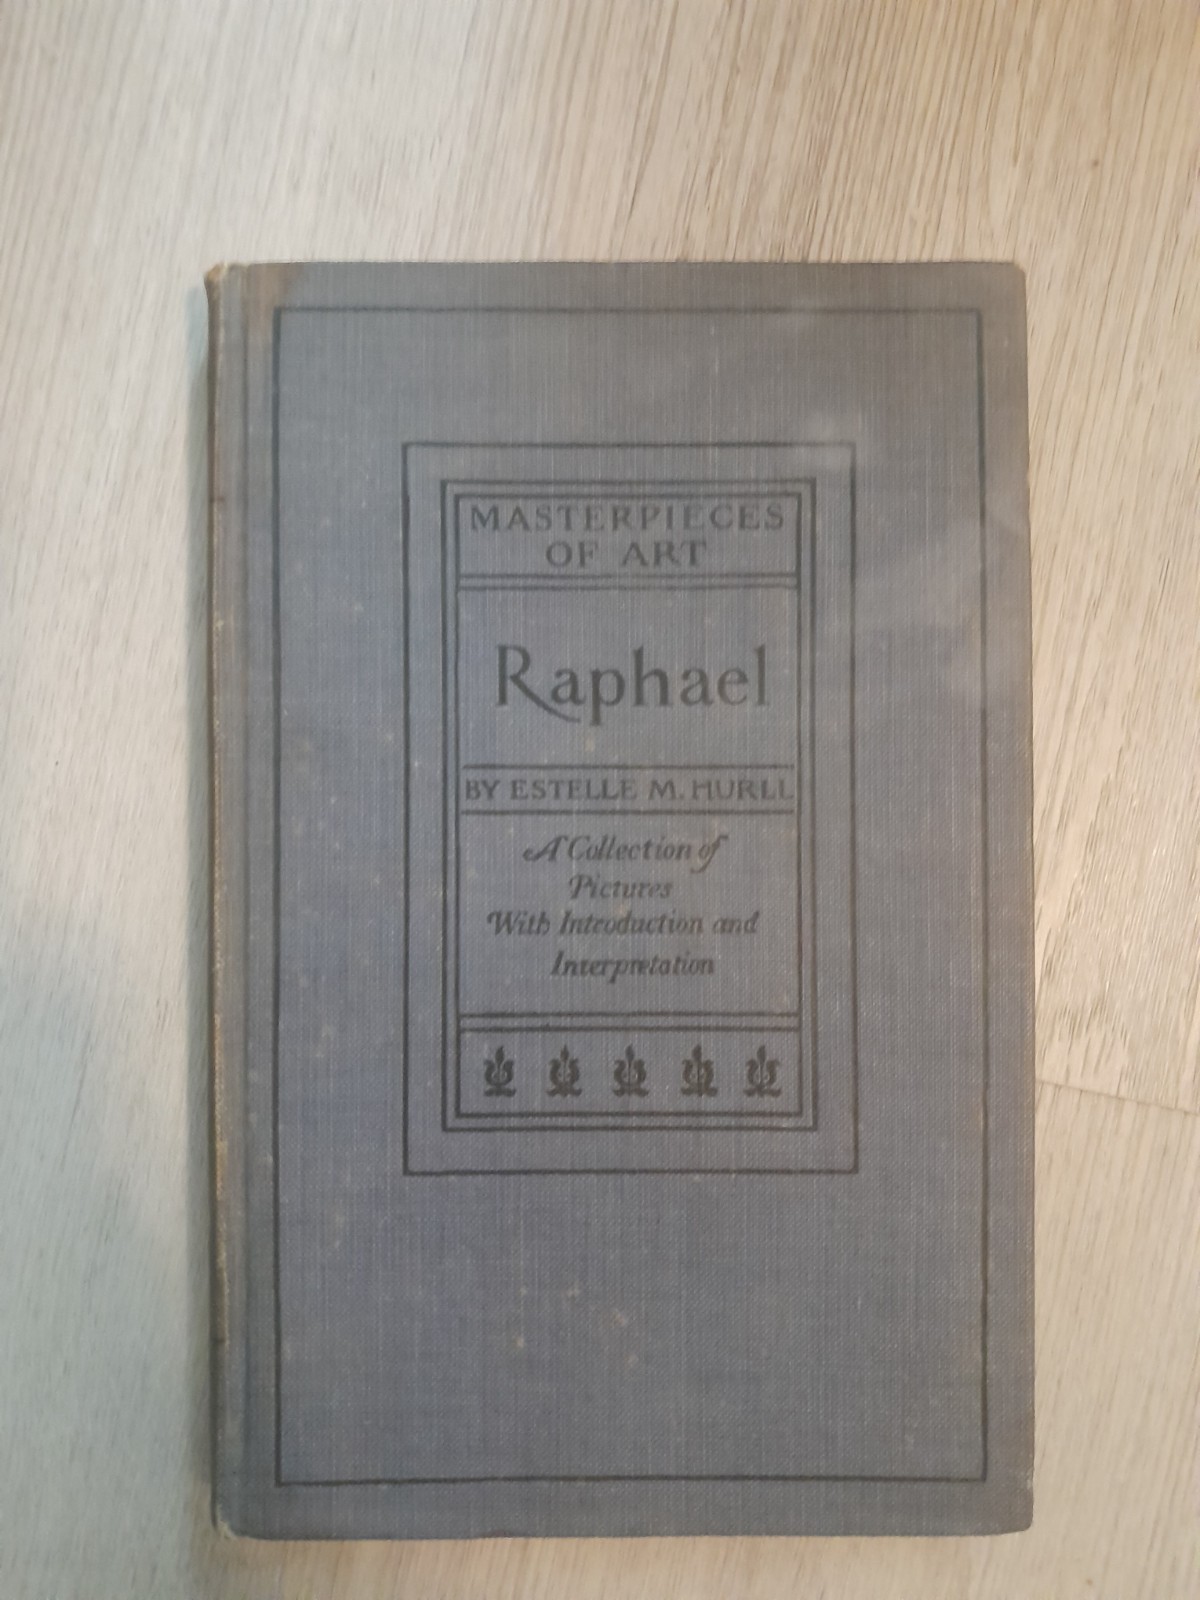 MASTERPIECES
OF ART
Raphael
BY ESTELLE M. HURLL
A Collection of
Pictures
With Introduction and
Interpretation